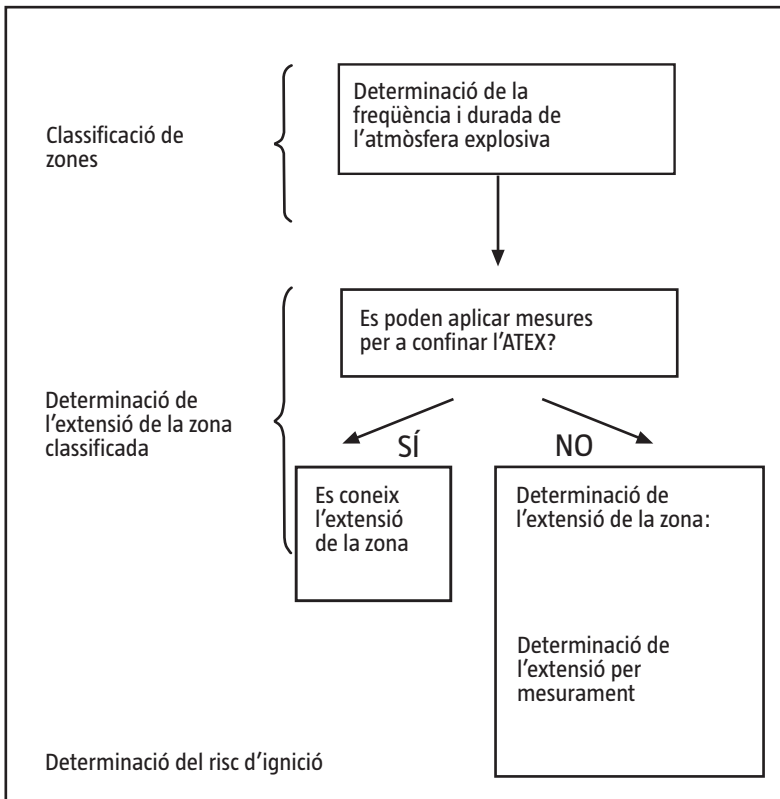 Classificació de
zones
Determinació de la
freqüència i durada de
l'atmòsfera explosiva
Es poden aplicar mesures
per a confinar l'ATEX?
Determinació de
l'extensió de la zona
classificada
SÍ
NO
Es coneix
l'extensió
de la zona
Determinació de
l'extensió de la zona:
Determinació de
l'extensió per
mesurament
Determinació del risc d'ignició